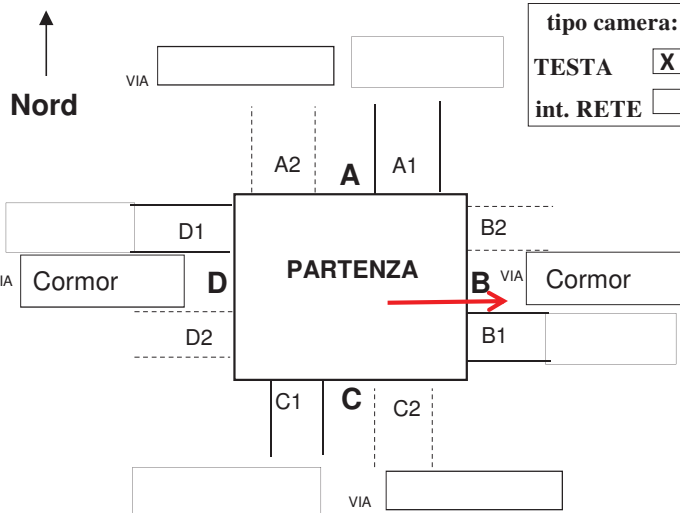 tipo camera:
TESTA X
int. RETE
Nord
VIA
A2
A
A1
D1
B2
VIA Cormor
D
PARTENZA
B
VIA Cormor
D2
B1
C1
C
C2
VIA